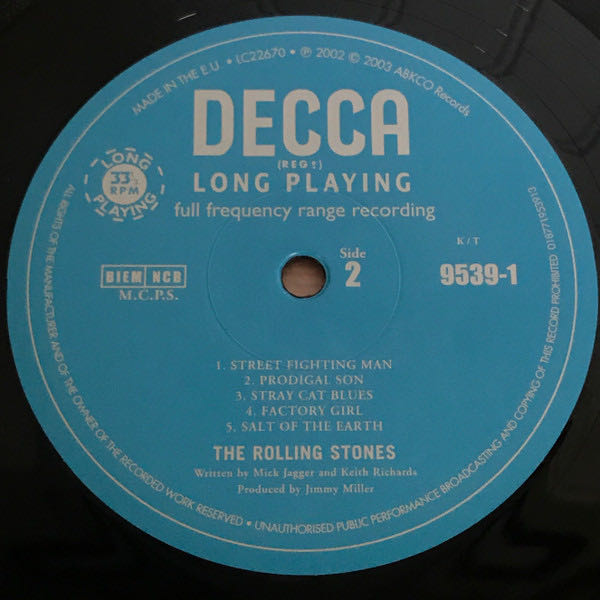 MADE IN THE E.U. • LC22670 • ℗ 2002 © 2003 ABKCO Records
DECCA
(REGᵈ)
LONG PLAYING
full frequency range recording
LONG
33⅓
RPM
PLAYING
BIEM NCB
M.C.P.S.
Side
2
K/T
9539-1
018771953913
1. STREET FIGHTING MAN
2. PRODIGAL SON
3. STRAY CAT BLUES
4. FACTORY GIRL
5. SALT OF THE EARTH
THE ROLLING STONES
Written by Mick Jagger and Keith Richards
Produced by Jimmy Miller
ALL RIGHTS OF THE MANUFACTURER AND OF THE OWNER OF THE RECORDED WORK RESERVED • UNAUTHORISED PUBLIC PERFORMANCE BROADCASTING AND COPYING OF THIS RECORD PROHIBITED